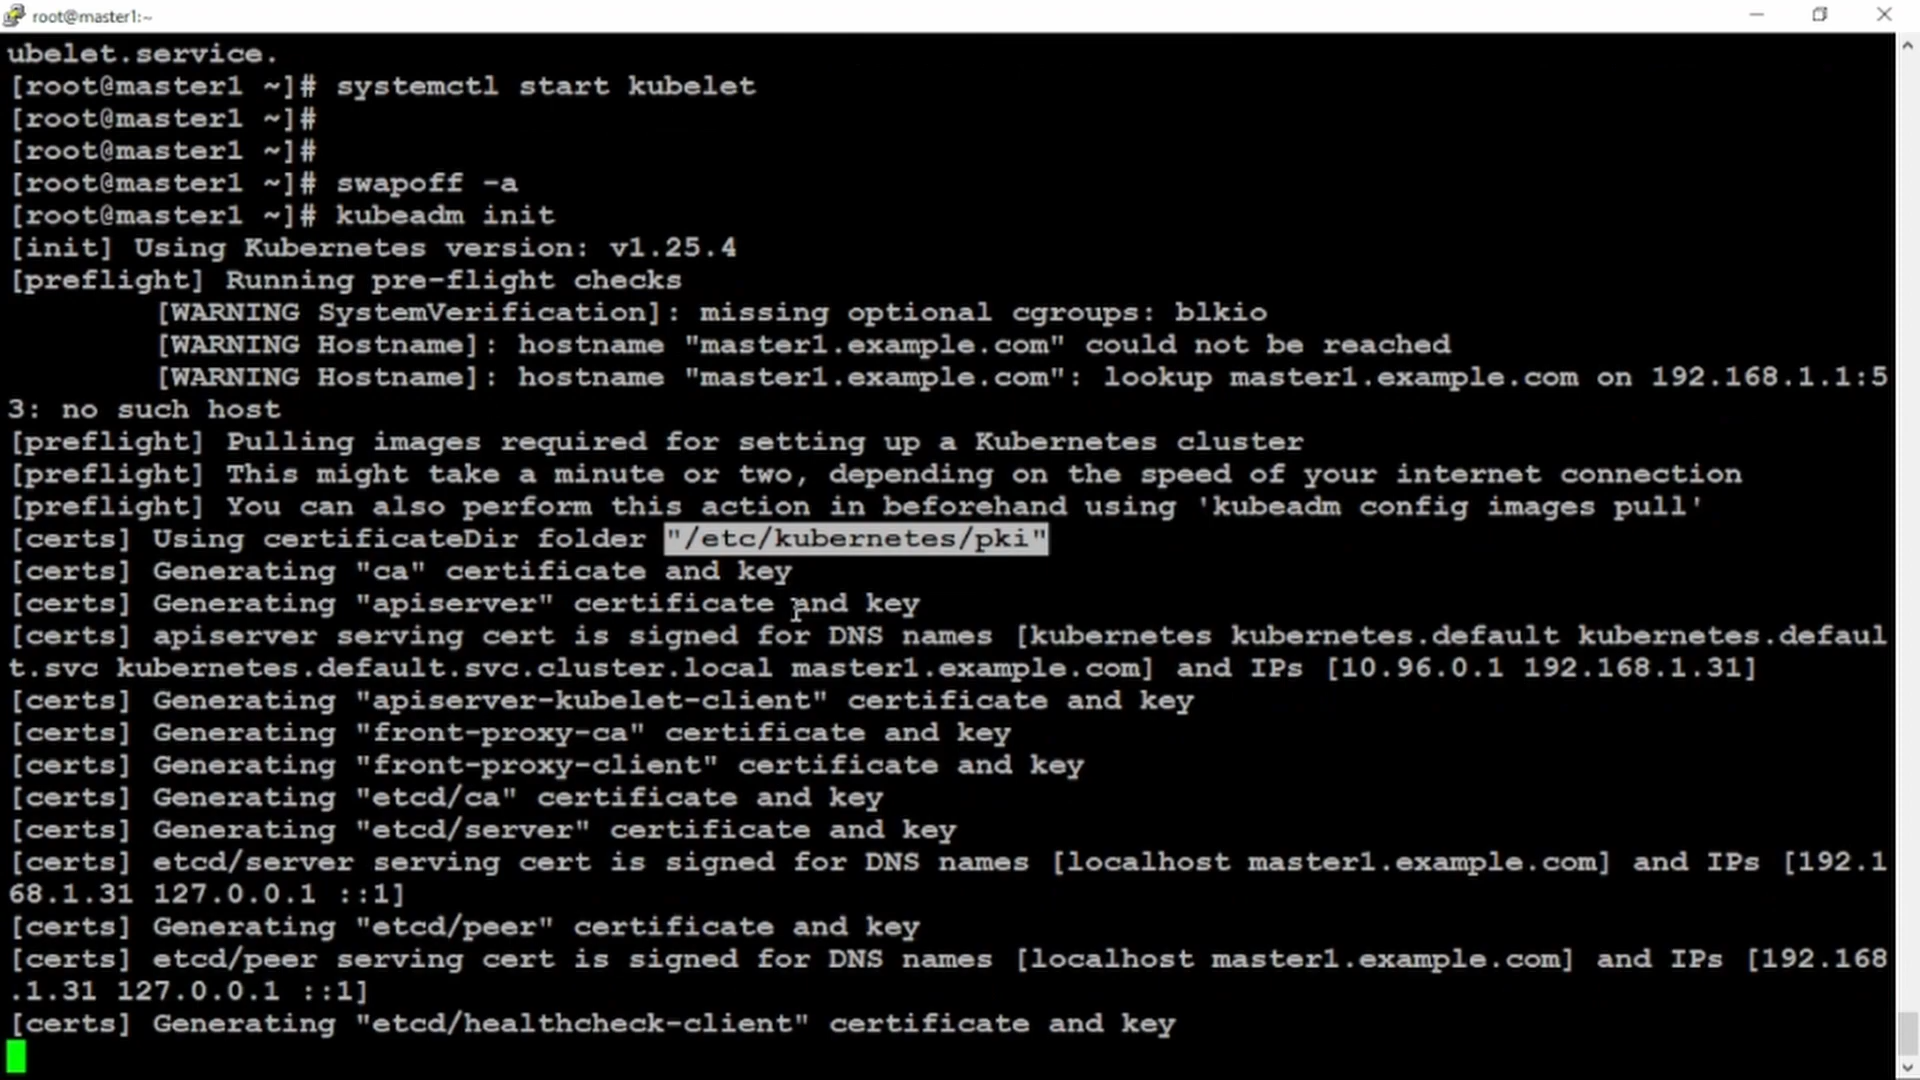 root@master1:~
ubelet.service.
[root@master1 ~]# systemctl start kubelet
[root@master1 ~]#
[root@master1 ~]#
[root@master1 ~]# swapoff -a
[root@master1 ~]# kubeadm init
[init] Using Kubernetes version: v1.25.4
[preflight] Running pre-flight checks
[WARNING SystemVerification]: missing optional cgroups: blkio
[WARNING Hostname]: hostname "master1.example.com" could not be reached
[WARNING Hostname]: hostname "master1.example.com": lookup master1.example.com on 192.168.1.1:5
3: no such host
[preflight] Pulling images required for setting up a Kubernetes cluster
[preflight] This might take a minute or two, depending on the speed of your internet connection
[preflight] You can also perform this action in beforehand using 'kubeadm config images pull'
[certs] Using certificateDir folder "/etc/kubernetes/pki"
[certs] Generating "ca" certificate and key
[certs] Generating "apiserver" certificate and key
[certs] apiserver serving cert is signed for DNS names [kubernetes kubernetes.default kubernetes.defaul
t.svc kubernetes.default.svc.cluster.local master1.example.com] and IPs [10.96.0.1 192.168.1.31]
[certs] Generating "apiserver-kubelet-client" certificate and key
[certs] Generating "front-proxy-ca" certificate and key
[certs] Generating "front-proxy-client" certificate and key
[certs] Generating "etcd/ca" certificate and key
[certs] Generating "etcd/server" certificate and key
[certs] etcd/server serving cert is signed for DNS names [localhost master1.example.com] and IPs [192.1
68.1.31 127.0.0.1 ::1]
[certs] Generating "etcd/peer" certificate and key
[certs] etcd/peer serving cert is signed for DNS names [localhost master1.example.com] and IPs [192.168
.1.31 127.0.0.1 ::1]
[certs] Generating "etcd/healthcheck-client" certificate and key